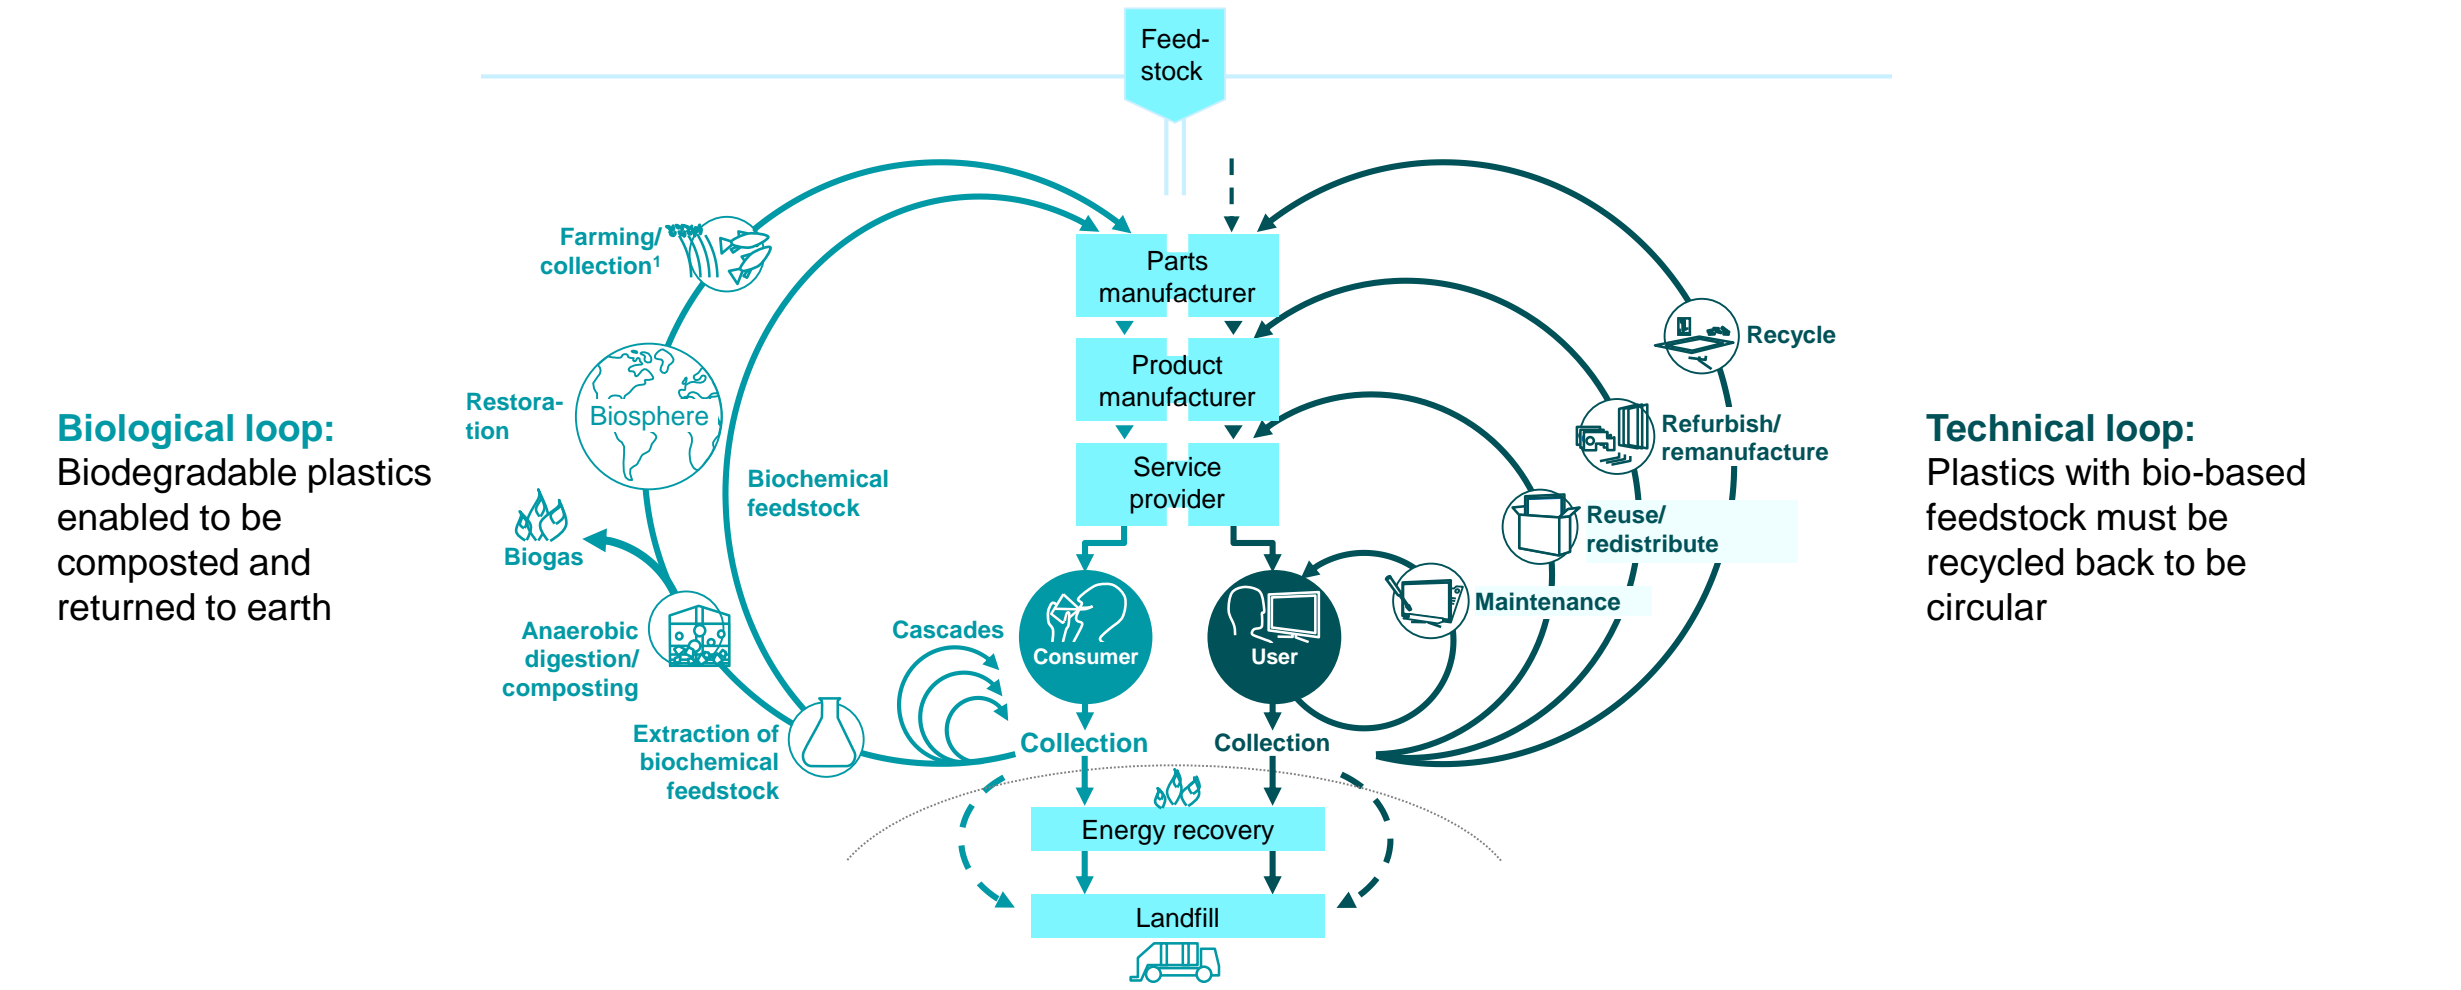 Feed-
stock
Farming/
collection¹
Restora-
tion
Biosphere
Biogas
Biochemical
feedstock
Anaerobic
digestion/
composting
Extraction of
biochemical
feedstock
Cascades
Biological loop:
Biodegradable plastics
enabled to be
composted and
returned to earth
Parts
manufacturer
Product
manufacturer
Service
provider
Consumer
User
Collection
Collection
Energy recovery
Landfill
Recycle
Refurbish/
remanufacture
Reuse/
redistribute
Maintenance
Technical loop:
Plastics with bio-based
feedstock must be
recycled back to be
circular